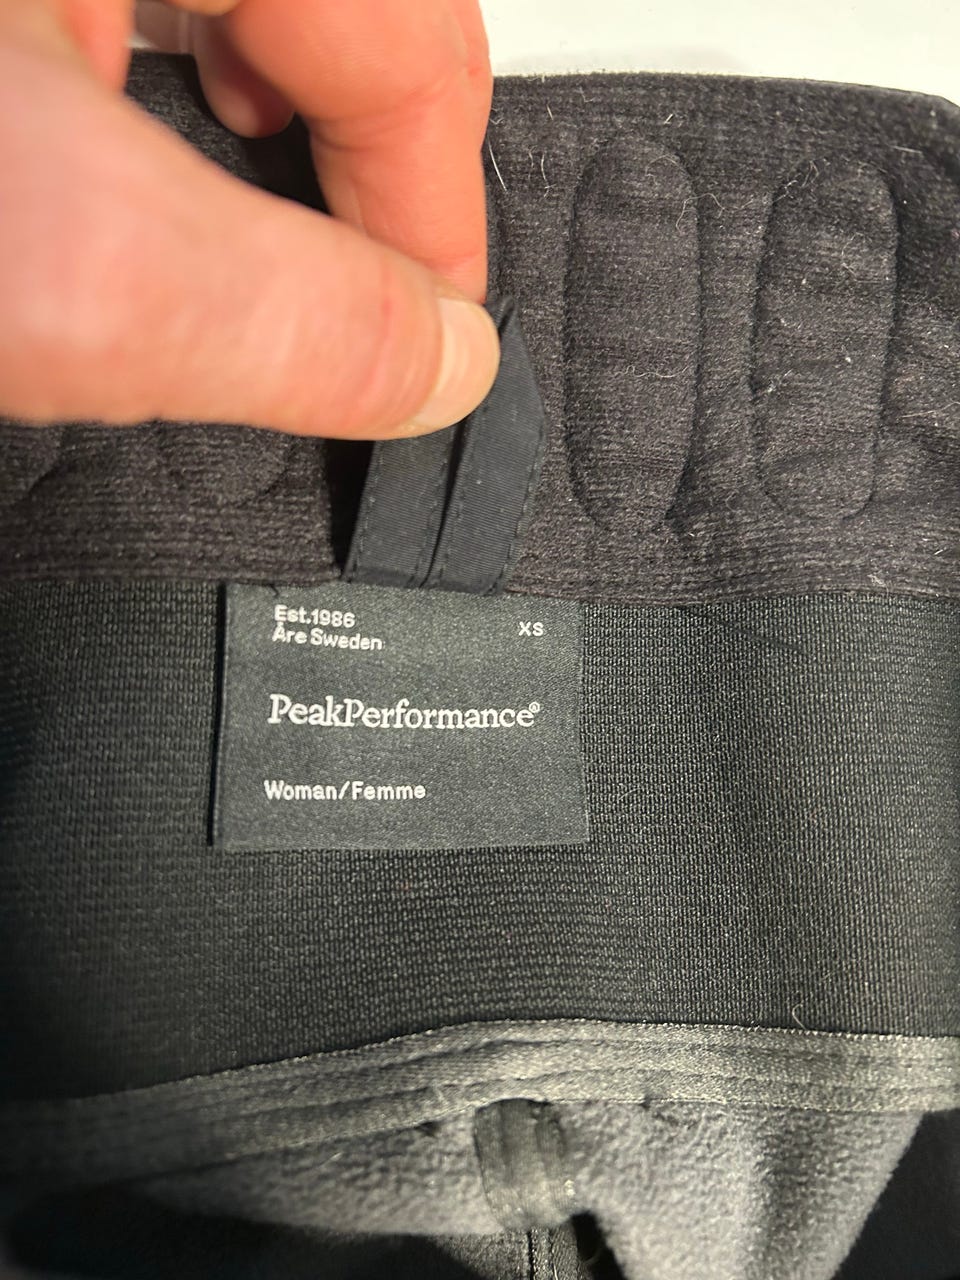 Est.1986
Åre Sweden
XS
PeakPerformance®
Woman/Femme